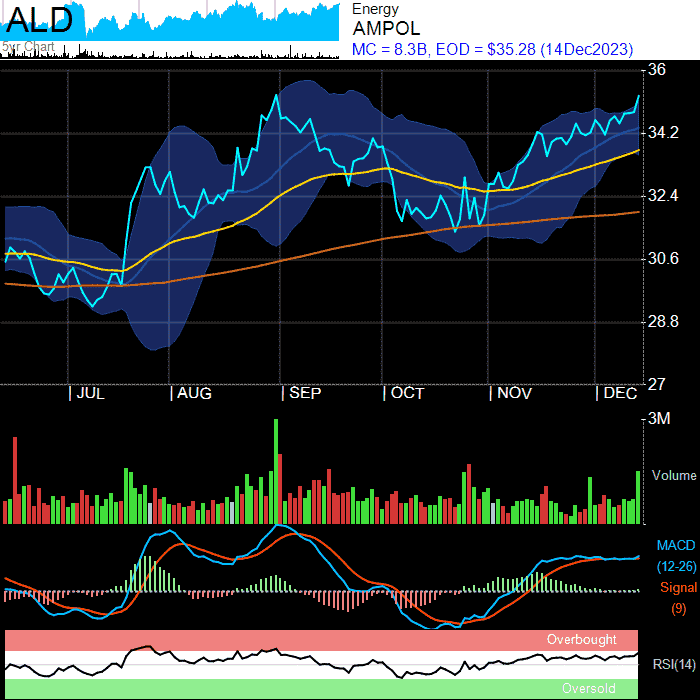 ALD
5yr Chart
Energy
AMPOL
MC = 8.3B, EOD = $35.28 (14Dec2023)
36
34.2
32.4
30.6
28.8
27
| JUL | AUG | SEP | OCT | NOV | DEC
3M
Volume
MACD
(12-26)
Signal
(9)
Overbought
RSI(14)
Oversold